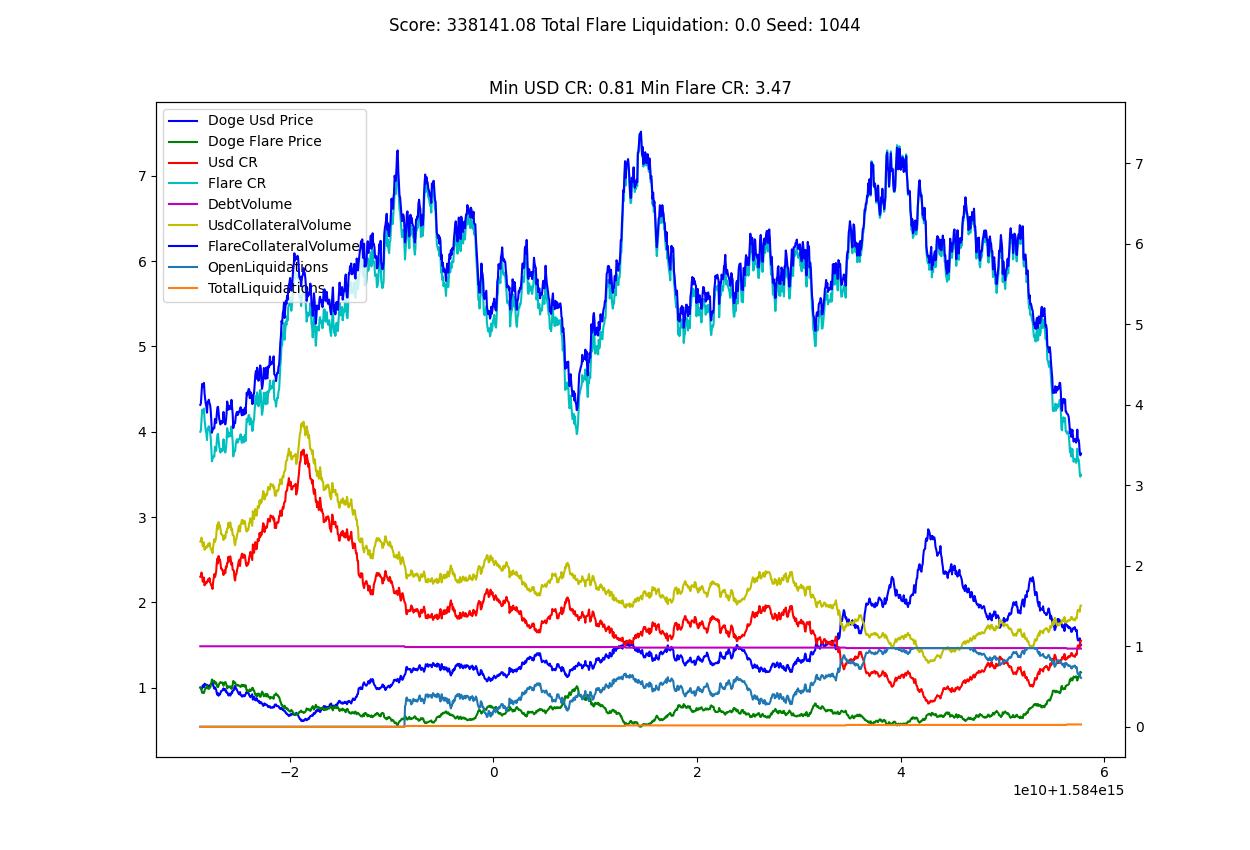 Score: 338141.08 Total Flare Liquidation: 0.0 Seed: 1044
Min USD CR: 0.81 Min Flare CR: 3.47
Doge Usd Price
Doge Flare Price
Usd CR
Flare CR
DebtVolume
UsdCollateralVolume
FlareCollateralVolume
OpenLiquidations
TotalLiquidations
7
6
5
4
3
2
1
7
6
5
4
3
2
1
0
−2
0
2
4
6
1e10+1.584e15